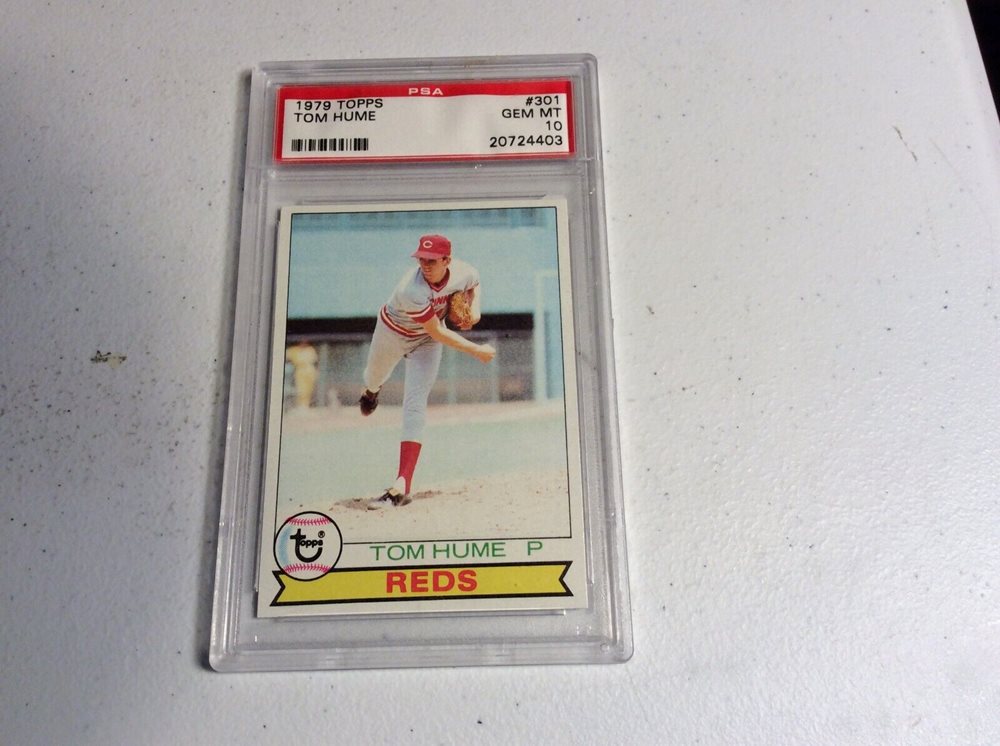 PSA
1979 TOPPS #301
TOM HUME GEM MT
10
20724403
C
topps®
TOM HUME P
REDS